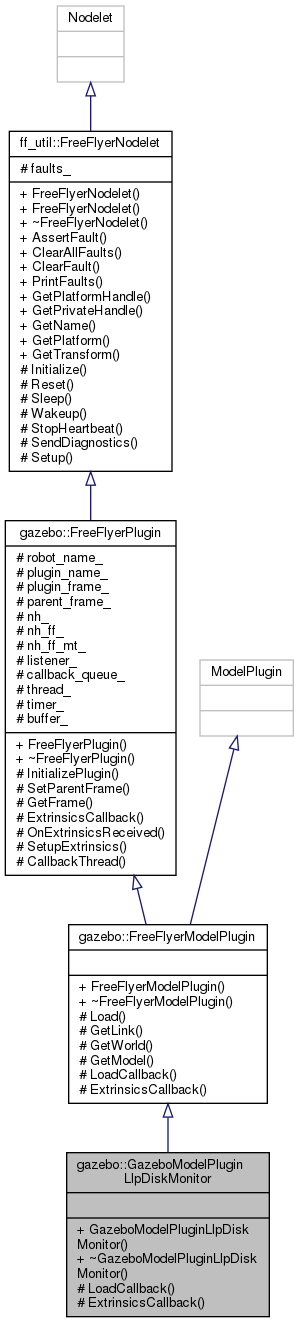 Nodelet
ff_util::FreeFlyerNodelet
# faults_
+ FreeFlyerNodelet()
+ FreeFlyerNodelet()
+ ~FreeFlyerNodelet()
+ AssertFault()
+ ClearAllFaults()
+ ClearFault()
+ PrintFaults()
+ GetPlatformHandle()
+ GetPrivateHandle()
+ GetName()
+ GetPlatform()
+ GetTransform()
# Initialize()
# Reset()
# Sleep()
# Wakeup()
# StopHeartbeat()
# SendDiagnostics()
# Setup()
gazebo::FreeFlyerPlugin
# robot_name_
# plugin_name_
# plugin_frame_
# parent_frame_
# nh_
# nh_ff_
# nh_ff_mt_
# listener_
# callback_queue_
# thread_
# timer_
# buffer_
+ FreeFlyerPlugin()
+ ~FreeFlyerPlugin()
# InitializePlugin()
# SetParentFrame()
# GetFrame()
# ExtrinsicsCallback()
# OnExtrinsicsReceived()
# SetupExtrinsics()
# CallbackThread()
ModelPlugin
gazebo::FreeFlyerModelPlugin
+ FreeFlyerModelPlugin()
+ ~FreeFlyerModelPlugin()
# Load()
# GetLink()
# GetWorld()
# GetModel()
# LoadCallback()
# ExtrinsicsCallback()
gazebo::GazeboModelPlugin
LlpDiskMonitor
+ GazeboModelPluginLlpDisk
Monitor()
+ ~GazeboModelPluginLlpDisk
Monitor()
# LoadCallback()
# ExtrinsicsCallback()